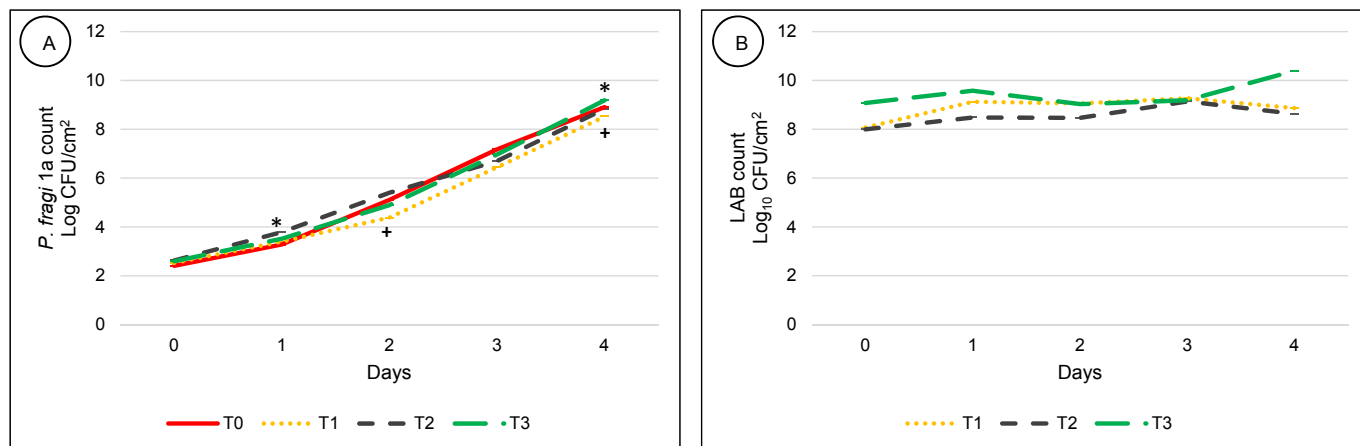 A
P. fragi 1a count
Log CFU/cm²
12
10
8
6
4
2
0
*
+
*
+
0 1 2 3 4
Days
T0 T1 T2 T3
B
LAB count
Log₁₀ CFU/cm²
12
10
8
6
4
2
0
0 1 2 3 4
Days
T1 T2 T3